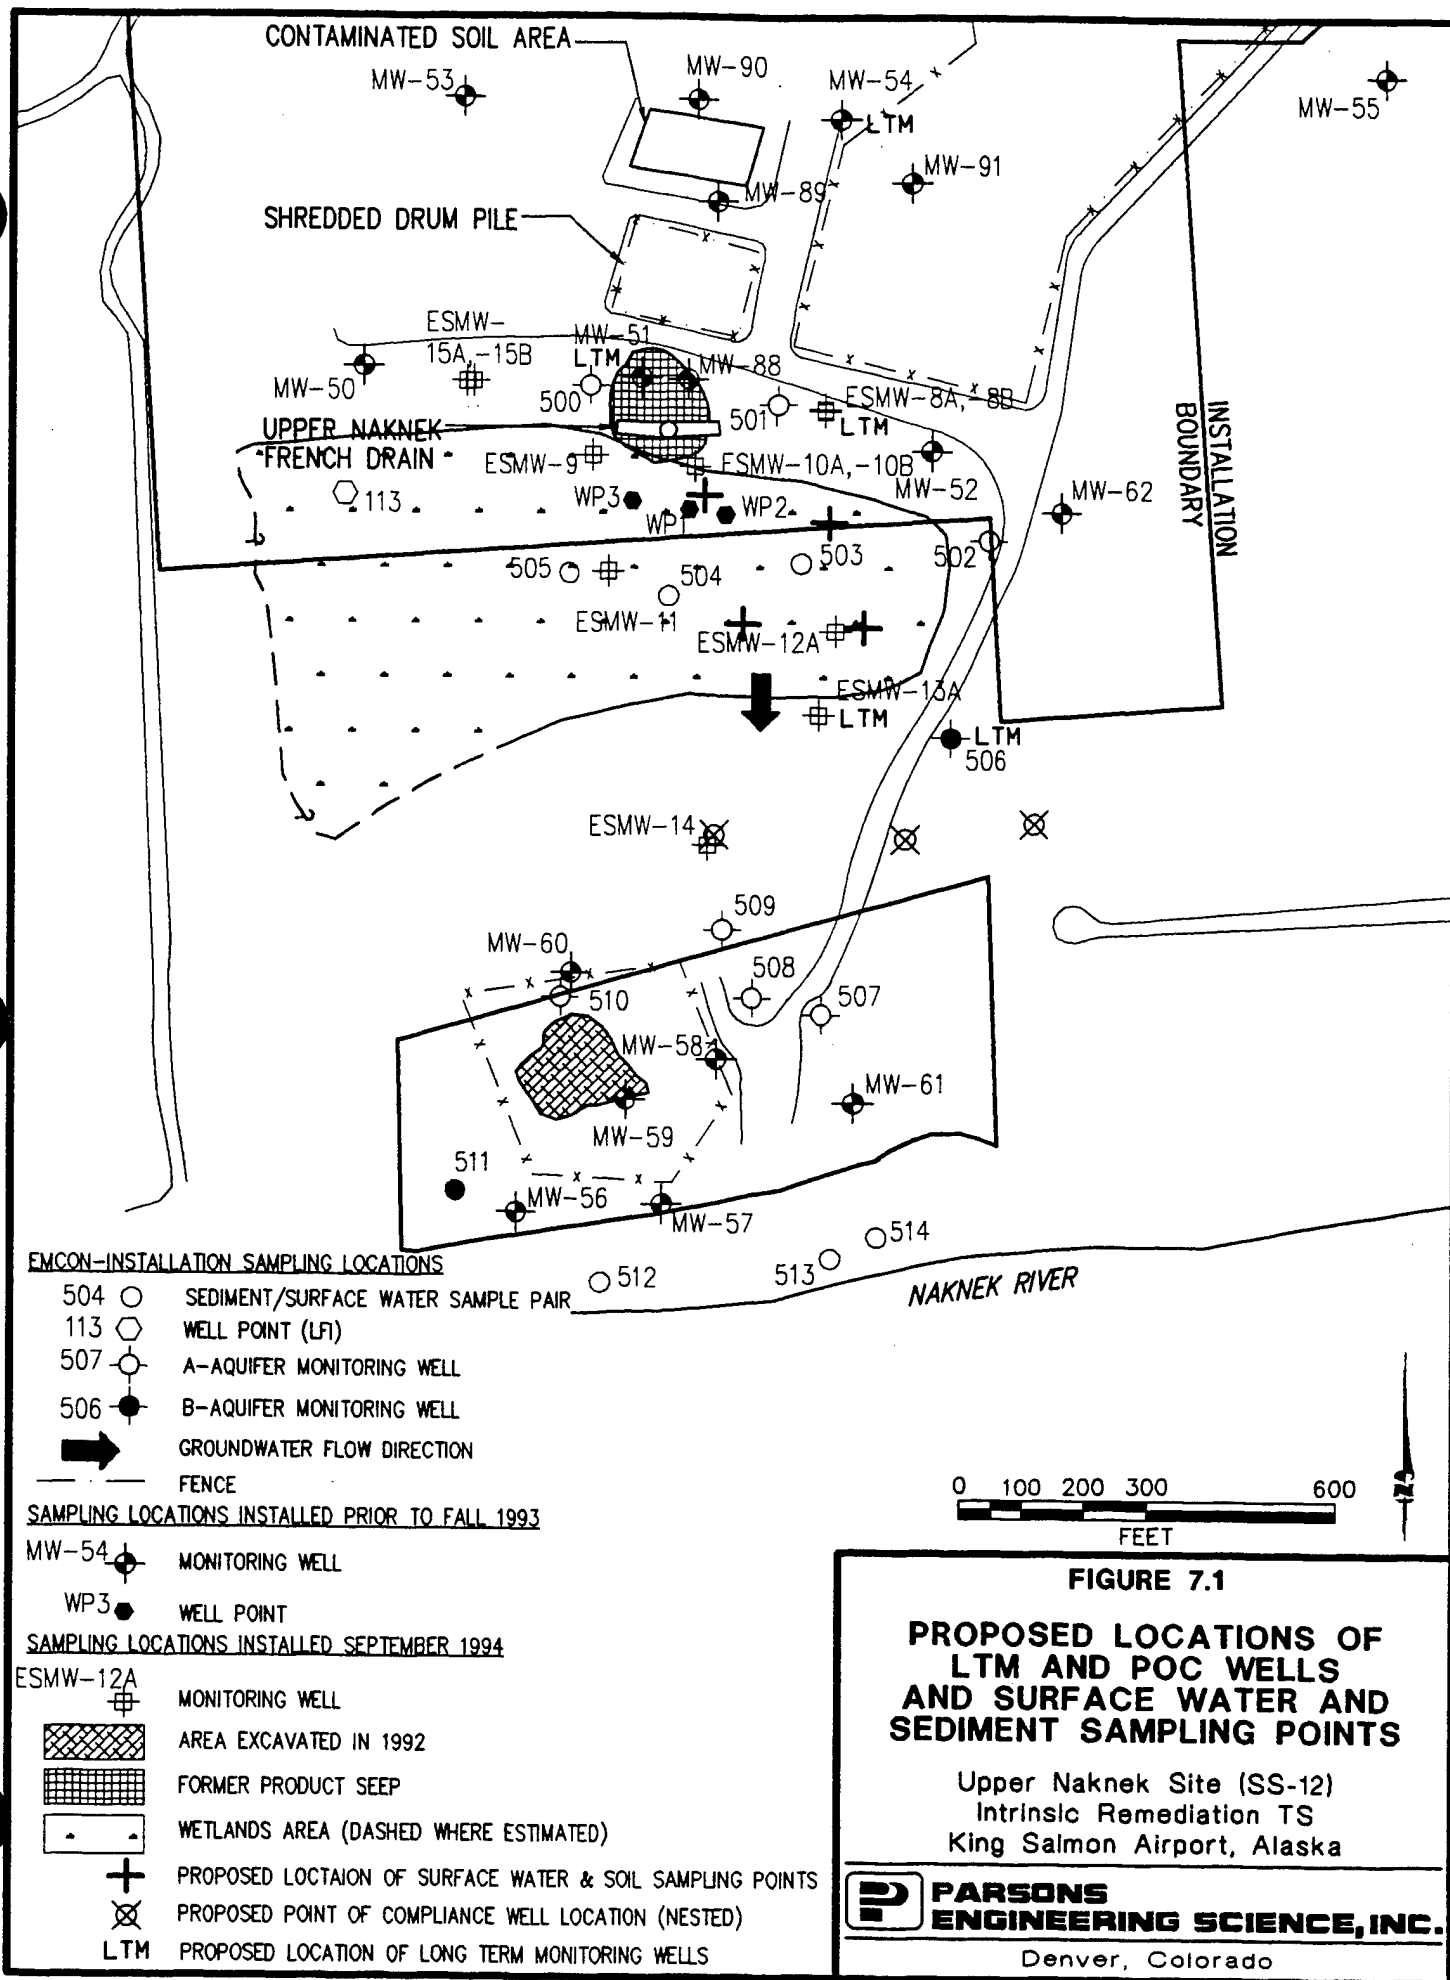 CONTAMINATED SOIL AREA
MW-53
MW-90
MW-54
LTM
MW-55
MW-91
MW-89
SHREDDED DRUM PILE
ESMW-
15A,-15B
MW-51
LTM
MW-88
MW-50
500
501
ESMW-8A,-8B
LTM
UPPER NAKNEK
FRENCH DRAIN
ESMW-9
ESMW-10A,-10B
MW-52
MW-62
INSTALLATION
BOUNDARY
113
WP3
WP1
WP2
502
503
505
504
ESMW-11
ESMW-12A
ESMW-13A
LTM
LTM
506
ESMW-14
509
MW-60
508
510
507
MW-58
MW-61
MW-59
511
MW-56
MW-57
514
513
512
NAKNEK RIVER
EMCON-INSTALLATION SAMPLING LOCATIONS
504 SEDIMENT/SURFACE WATER SAMPLE PAIR
113 WELL POINT (LFI)
507 A-AQUIFER MONITORING WELL
506 B-AQUIFER MONITORING WELL
GROUNDWATER FLOW DIRECTION
FENCE
SAMPLING LOCATIONS INSTALLED PRIOR TO FALL 1993
MW-54 MONITORING WELL
WP3 WELL POINT
SAMPLING LOCATIONS INSTALLED SEPTEMBER 1994
ESMW-12A
MONITORING WELL
AREA EXCAVATED IN 1992
FORMER PRODUCT SEEP
WETLANDS AREA (DASHED WHERE ESTIMATED)
PROPOSED LOCTAION OF SURFACE WATER & SOIL SAMPLING POINTS
PROPOSED POINT OF COMPLIANCE WELL LOCATION (NESTED)
LTM PROPOSED LOCATION OF LONG TERM MONITORING WELLS
0 100 200 300 600
FEET
N
FIGURE 7.1
PROPOSED LOCATIONS OF
LTM AND POC WELLS
AND SURFACE WATER AND
SEDIMENT SAMPLING POINTS
Upper Naknek Site (SS-12)
Intrinsic Remediation TS
King Salmon Airport, Alaska
PARSONS
ENGINEERING SCIENCE, INC.
Denver, Colorado